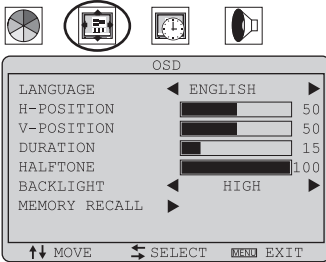 OSD
LANGUAGE ENGLISH
H-POSITION 50
V-POSITION 50
DURATION 15
HALFTONE 100
BACKLIGHT HIGH
MEMORY RECALL
MOVE SELECT MENU EXIT